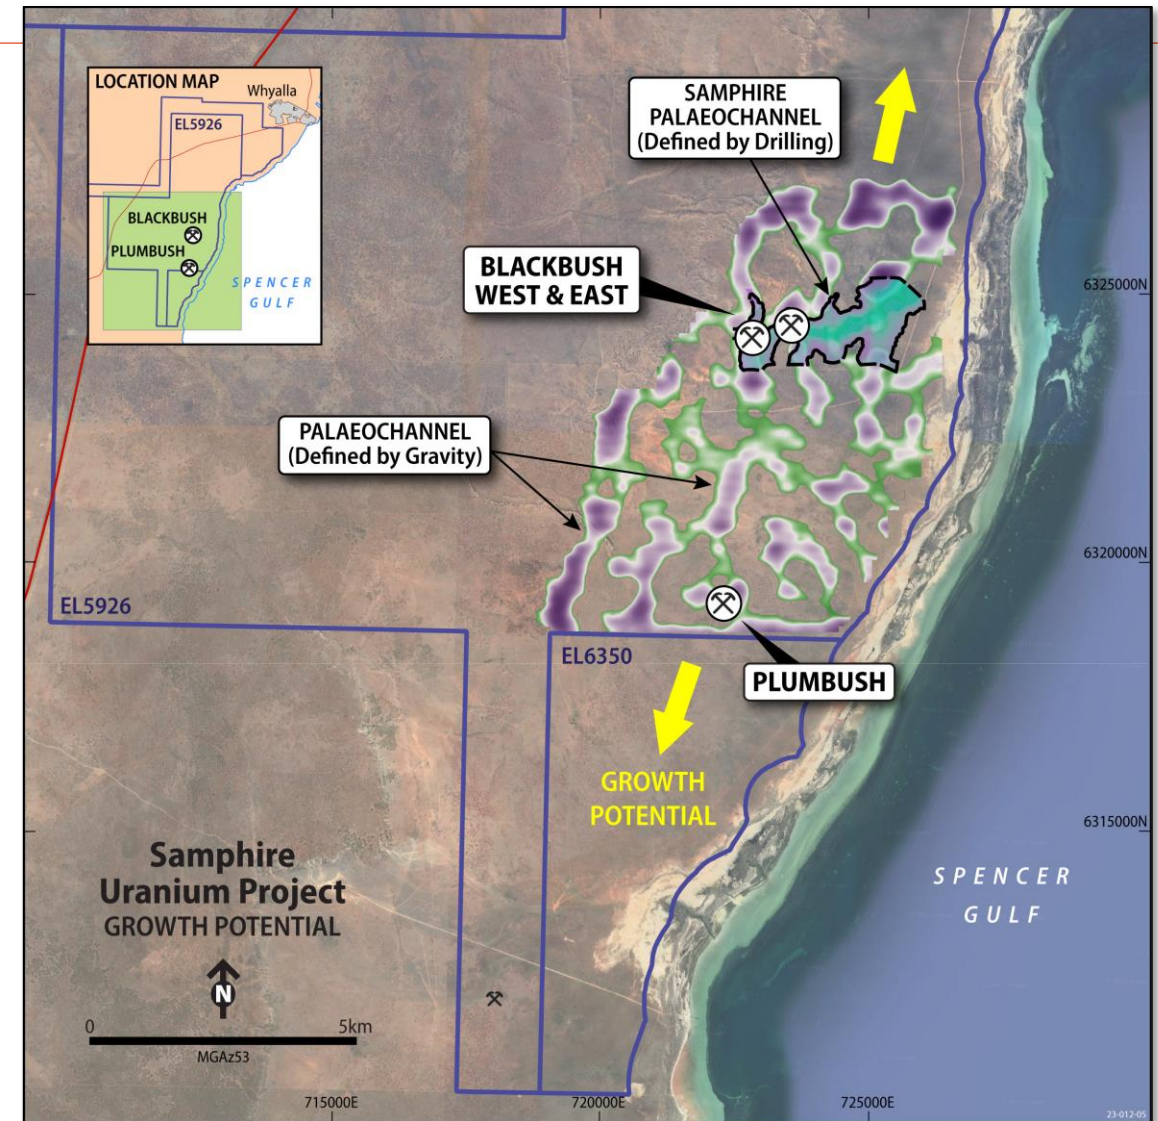 LOCATION MAP
Whyalla
EL5926
BLACKBUSH
PLUMBUSH
SPENCER
GULF
SAMPHIRE
PALAEOCHANNEL
(Defined by Drilling)
BLACKBUSH
WEST & EAST
6325000N
PALAEOCHANNEL
(Defined by Gravity)
6320000N
EL5926
EL6350
PLUMBUSH
GROWTH
POTENTIAL
6315000N
Samphire
Uranium Project
GROWTH POTENTIAL
SPENCER
GULF
N
0 5km
MGAz53
715000E
720000E
725000E
23-012-05